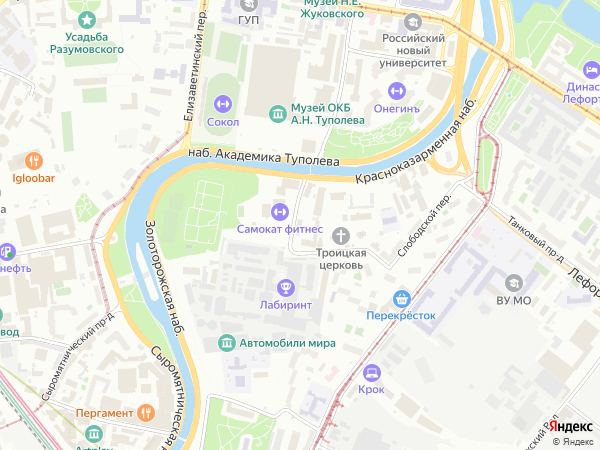 Музей Н.Е.
Жуковского
ГУП
Усадьба
Разумовского
Елизаветинский пер.
Российский
новый
университет
Динас
Лефорт
Сокол
Музей ОКБ
А.Н. Туполева
Онегинъ
Красноказарменная наб.
наб. Академика Туполева
Igloobar
Самокат фитнес
Слободской пер.
Троицкая
церковь
Танковый пр-д
Лефор
Золоторожская наб.
нефть
ВУ МО
Лабиринт
Перекрёсток
Сыромятнический пр-д
вод
Автомобили мира
Сыромятническая н
Крок
Пергамент
Artplay
Яндекс
© Яндекс